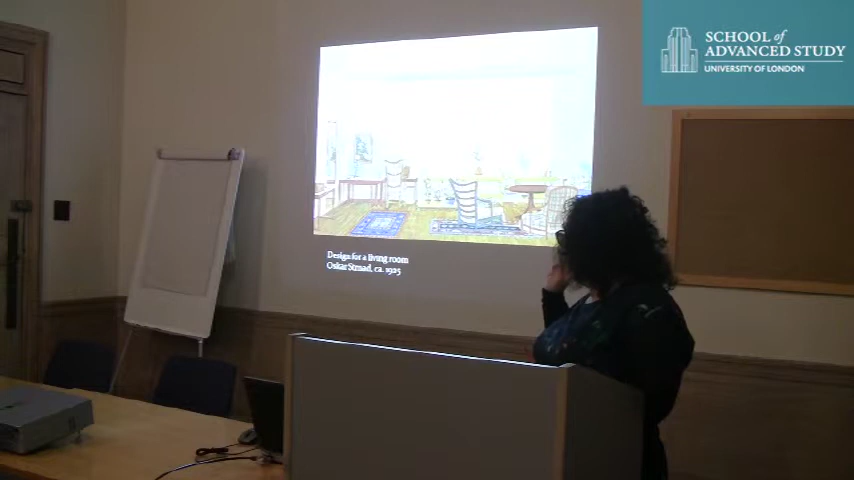 SCHOOL of
ADVANCED STUDY
UNIVERSITY OF LONDON
Design for a living room
Oskar Strnad, ca. 1925